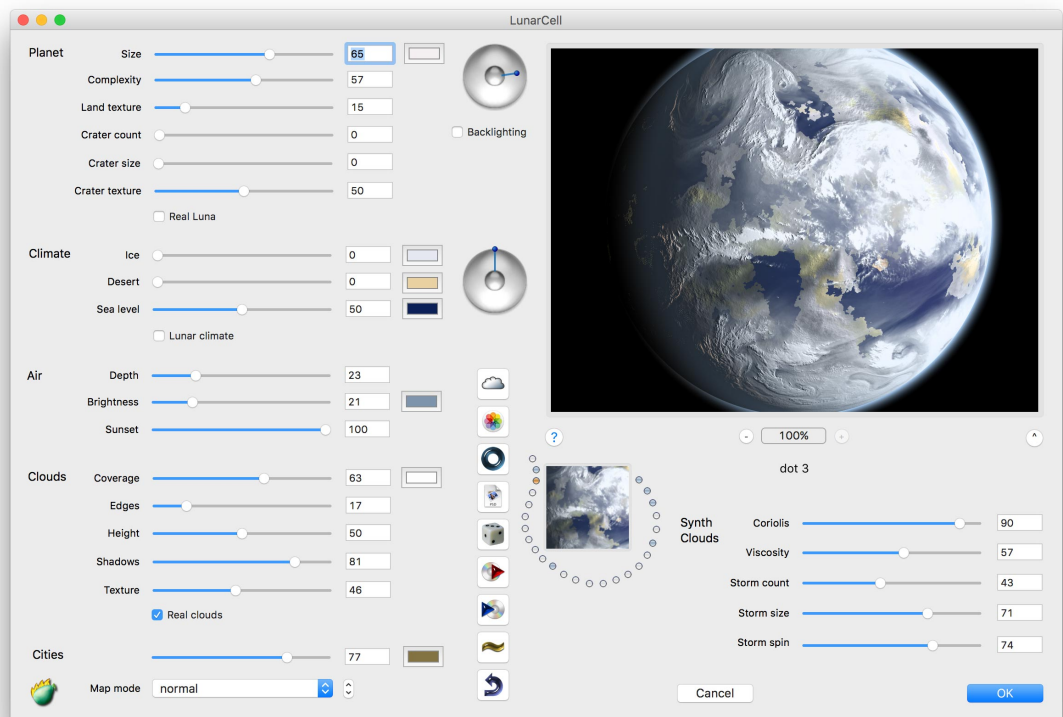 LunarCell
Planet
Size 65
Complexity 57
Land texture 15
Crater count 0
Crater size 0
Crater texture 50
Real Luna
Backlighting
Climate
Ice 0
Desert 0
Sea level 50
Lunar climate
Air
Depth 23
Brightness 21
Sunset 100
Clouds
Coverage 63
Edges 17
Height 50
Shadows 81
Texture 46
Real clouds
Cities 77
Map mode normal
?
- 100% +
^
dot 3
Synth
Clouds
Coriolis 90
Viscosity 57
Storm count 43
Storm size 71
Storm spin 74
Cancel
OK